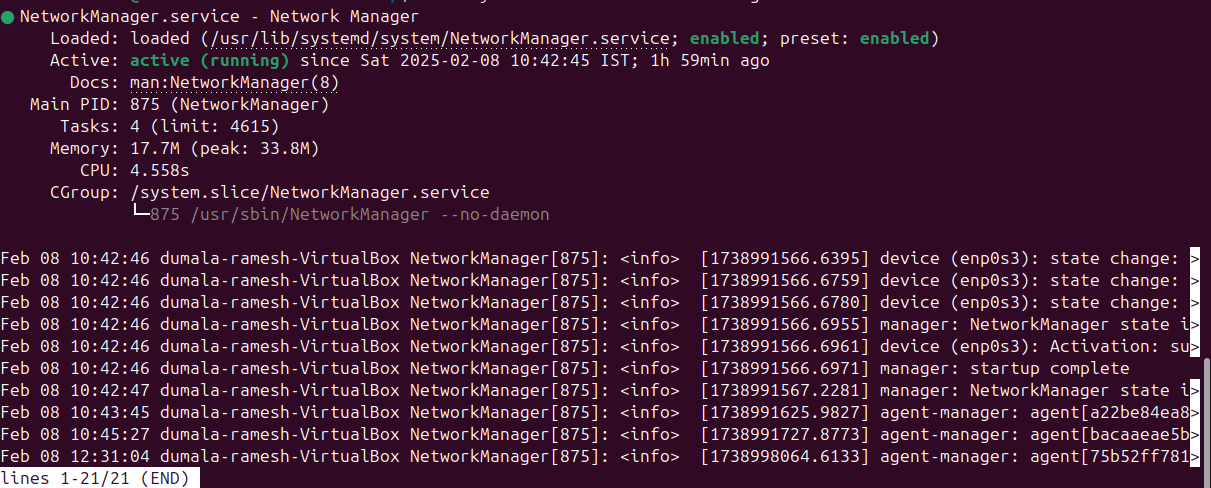 ● NetworkManager.service - Network Manager
     Loaded: loaded (/usr/lib/systemd/system/NetworkManager.service; enabled; preset: enabled)
     Active: active (running) since Sat 2025-02-08 10:42:45 IST; 1h 59min ago
       Docs: man:NetworkManager(8)
   Main PID: 875 (NetworkManager)
      Tasks: 4 (limit: 4615)
     Memory: 17.7M (peak: 33.8M)
        CPU: 4.558s
     CGroup: /system.slice/NetworkManager.service
             └─875 /usr/sbin/NetworkManager --no-daemon
Feb 08 10:42:46 dumala-ramesh-VirtualBox NetworkManager[875]: <info>  [1738991566.6395] device (enp0s3): state change: >
Feb 08 10:42:46 dumala-ramesh-VirtualBox NetworkManager[875]: <info>  [1738991566.6759] device (enp0s3): state change: >
Feb 08 10:42:46 dumala-ramesh-VirtualBox NetworkManager[875]: <info>  [1738991566.6780] device (enp0s3): state change: >
Feb 08 10:42:46 dumala-ramesh-VirtualBox NetworkManager[875]: <info>  [1738991566.6955] manager: NetworkManager state i>
Feb 08 10:42:46 dumala-ramesh-VirtualBox NetworkManager[875]: <info>  [1738991566.6961] device (enp0s3): Activation: su>
Feb 08 10:42:46 dumala-ramesh-VirtualBox NetworkManager[875]: <info>  [1738991566.6971] manager: startup complete
Feb 08 10:42:47 dumala-ramesh-VirtualBox NetworkManager[875]: <info>  [1738991567.2281] manager: NetworkManager state i>
Feb 08 10:43:45 dumala-ramesh-VirtualBox NetworkManager[875]: <info>  [1738991625.9827] agent-manager: agent[a22be84ea8>
Feb 08 10:45:27 dumala-ramesh-VirtualBox NetworkManager[875]: <info>  [1738991727.8773] agent-manager: agent[bacaaeae5b>
Feb 08 12:31:04 dumala-ramesh-VirtualBox NetworkManager[875]: <info>  [1738998064.6133] agent-manager: agent[75b52ff781>
lines 1-21/21 (END)